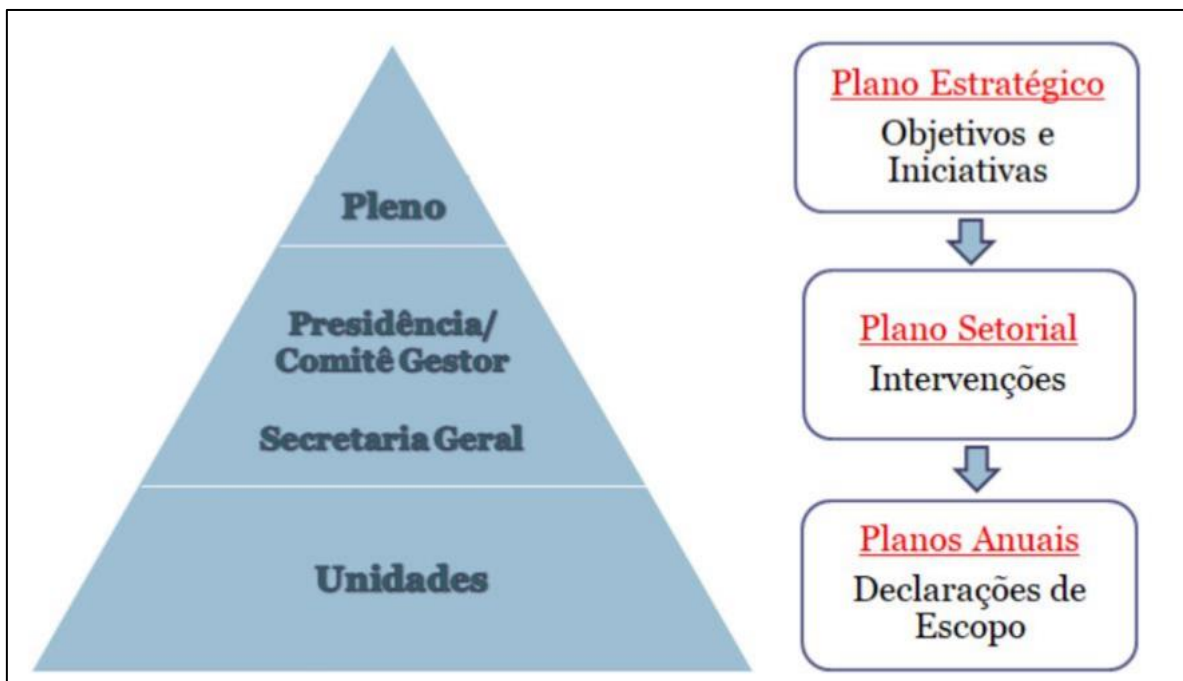 Pleno
Presidência/
Comitê Gestor
Secretaria Geral
Unidades
Plano Estratégico
Objetivos e
Iniciativas
Plano Setorial
Intervenções
Planos Anuais
Declarações de
Escopo